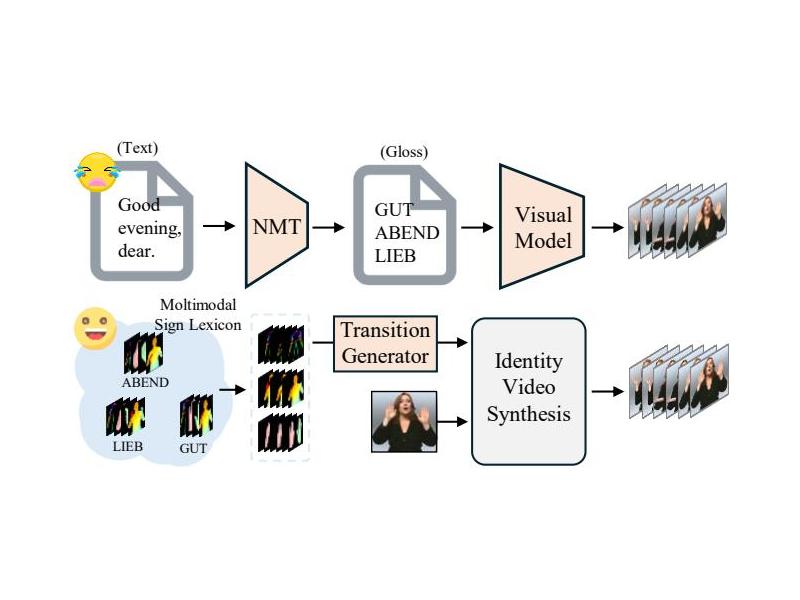 (Text)
Good
evening,
dear.
NMT
(Gloss)
GUT
ABEND
LIEB
Visual
Model
Moltimodal
Sign Lexicon
ABEND
LIEB
GUT
Transition
Generator
Identity
Video
Synthesis